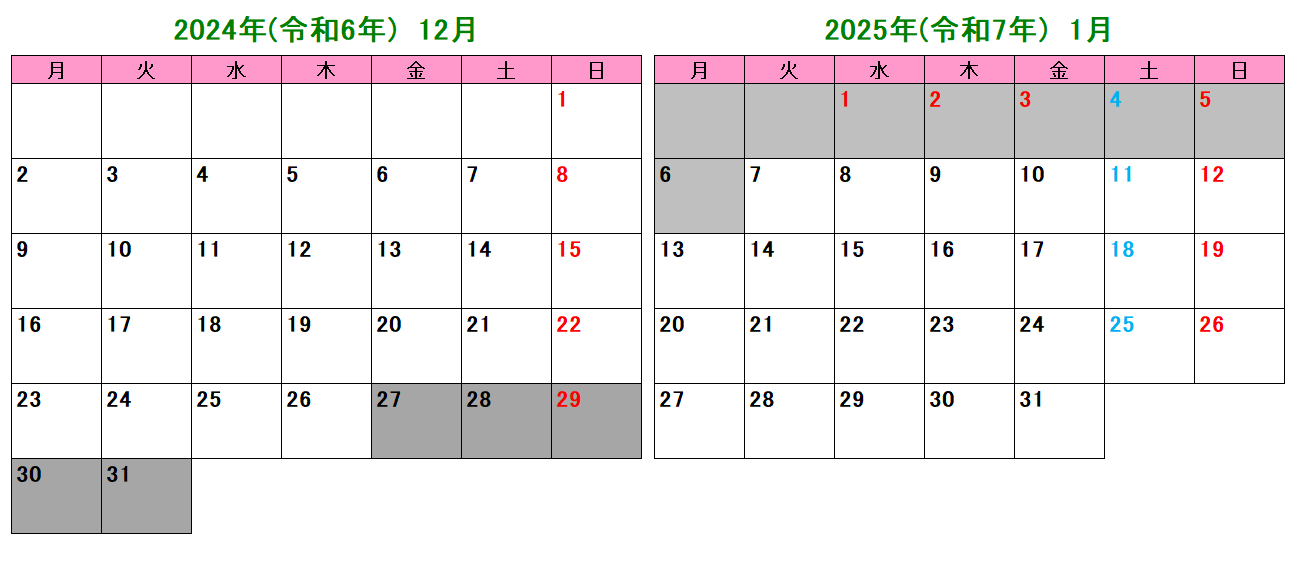 2024年(令和6年) 12月
月 火 水 木 金 土 日
1
2 3 4 5 6 7 8
9 10 11 12 13 14 15
16 17 18 19 20 21 22
23 24 25 26 27 28 29
30 31
2025年(令和7年) 1月
月 火 水 木 金 土 日
1 2 3 4 5
6 7 8 9 10 11 12
13 14 15 16 17 18 19
20 21 22 23 24 25 26
27 28 29 30 31